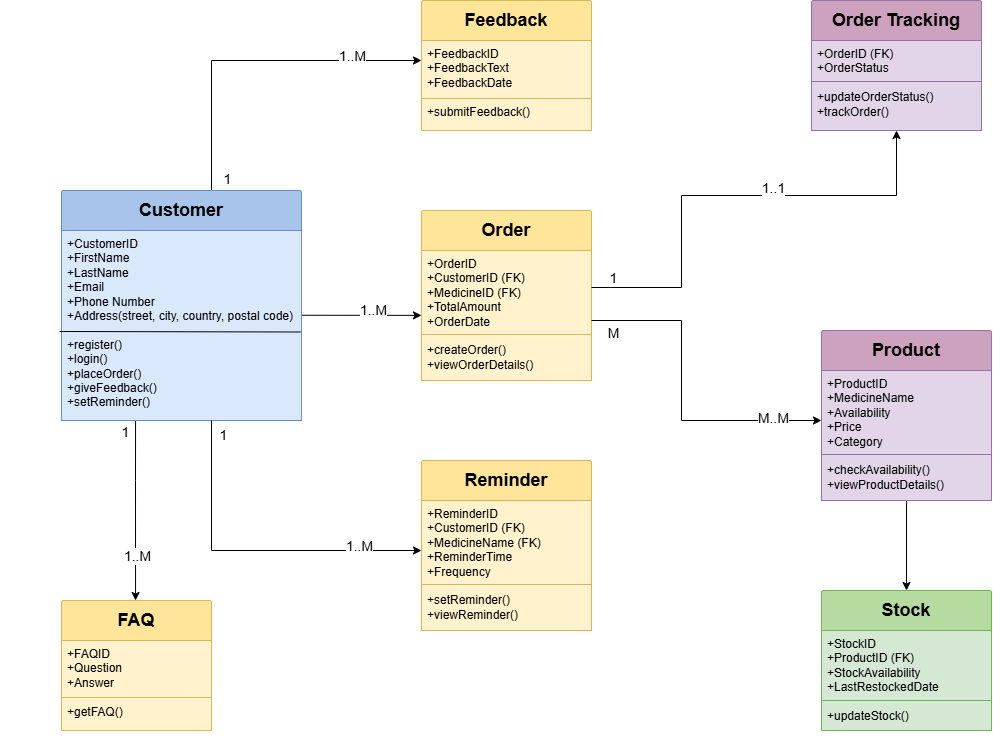 Feedback
+FeedbackID
+FeedbackText
+FeedbackDate
+submitFeedback()
Order Tracking
+OrderID (FK)
+OrderStatus
+updateOrderStatus()
+trackOrder()
1..M
1
Customer
+CustomerID
+FirstName
+LastName
+Email
+Phone Number
+Address(street, city, country, postal code)
+register()
+login()
+placeOrder()
+giveFeedback()
+setReminder()
1..M
Order
+OrderID
+CustomerID (FK)
+MedicineID (FK)
+TotalAmount
+OrderDate
+createOrder()
+viewOrderDetails()
1..1
1
M
M..M
Product
+ProductID
+MedicineName
+Availability
+Price
+Category
+checkAvailability()
+viewProductDetails()
1
1
1..M
1..M
Reminder
+ReminderID
+CustomerID (FK)
+MedicineName (FK)
+ReminderTime
+Frequency
+setReminder()
+viewReminder()
FAQ
+FAQID
+Question
+Answer
+getFAQ()
Stock
+StockID
+ProductID (FK)
+StockAvailability
+LastRestockedDate
+updateStock()